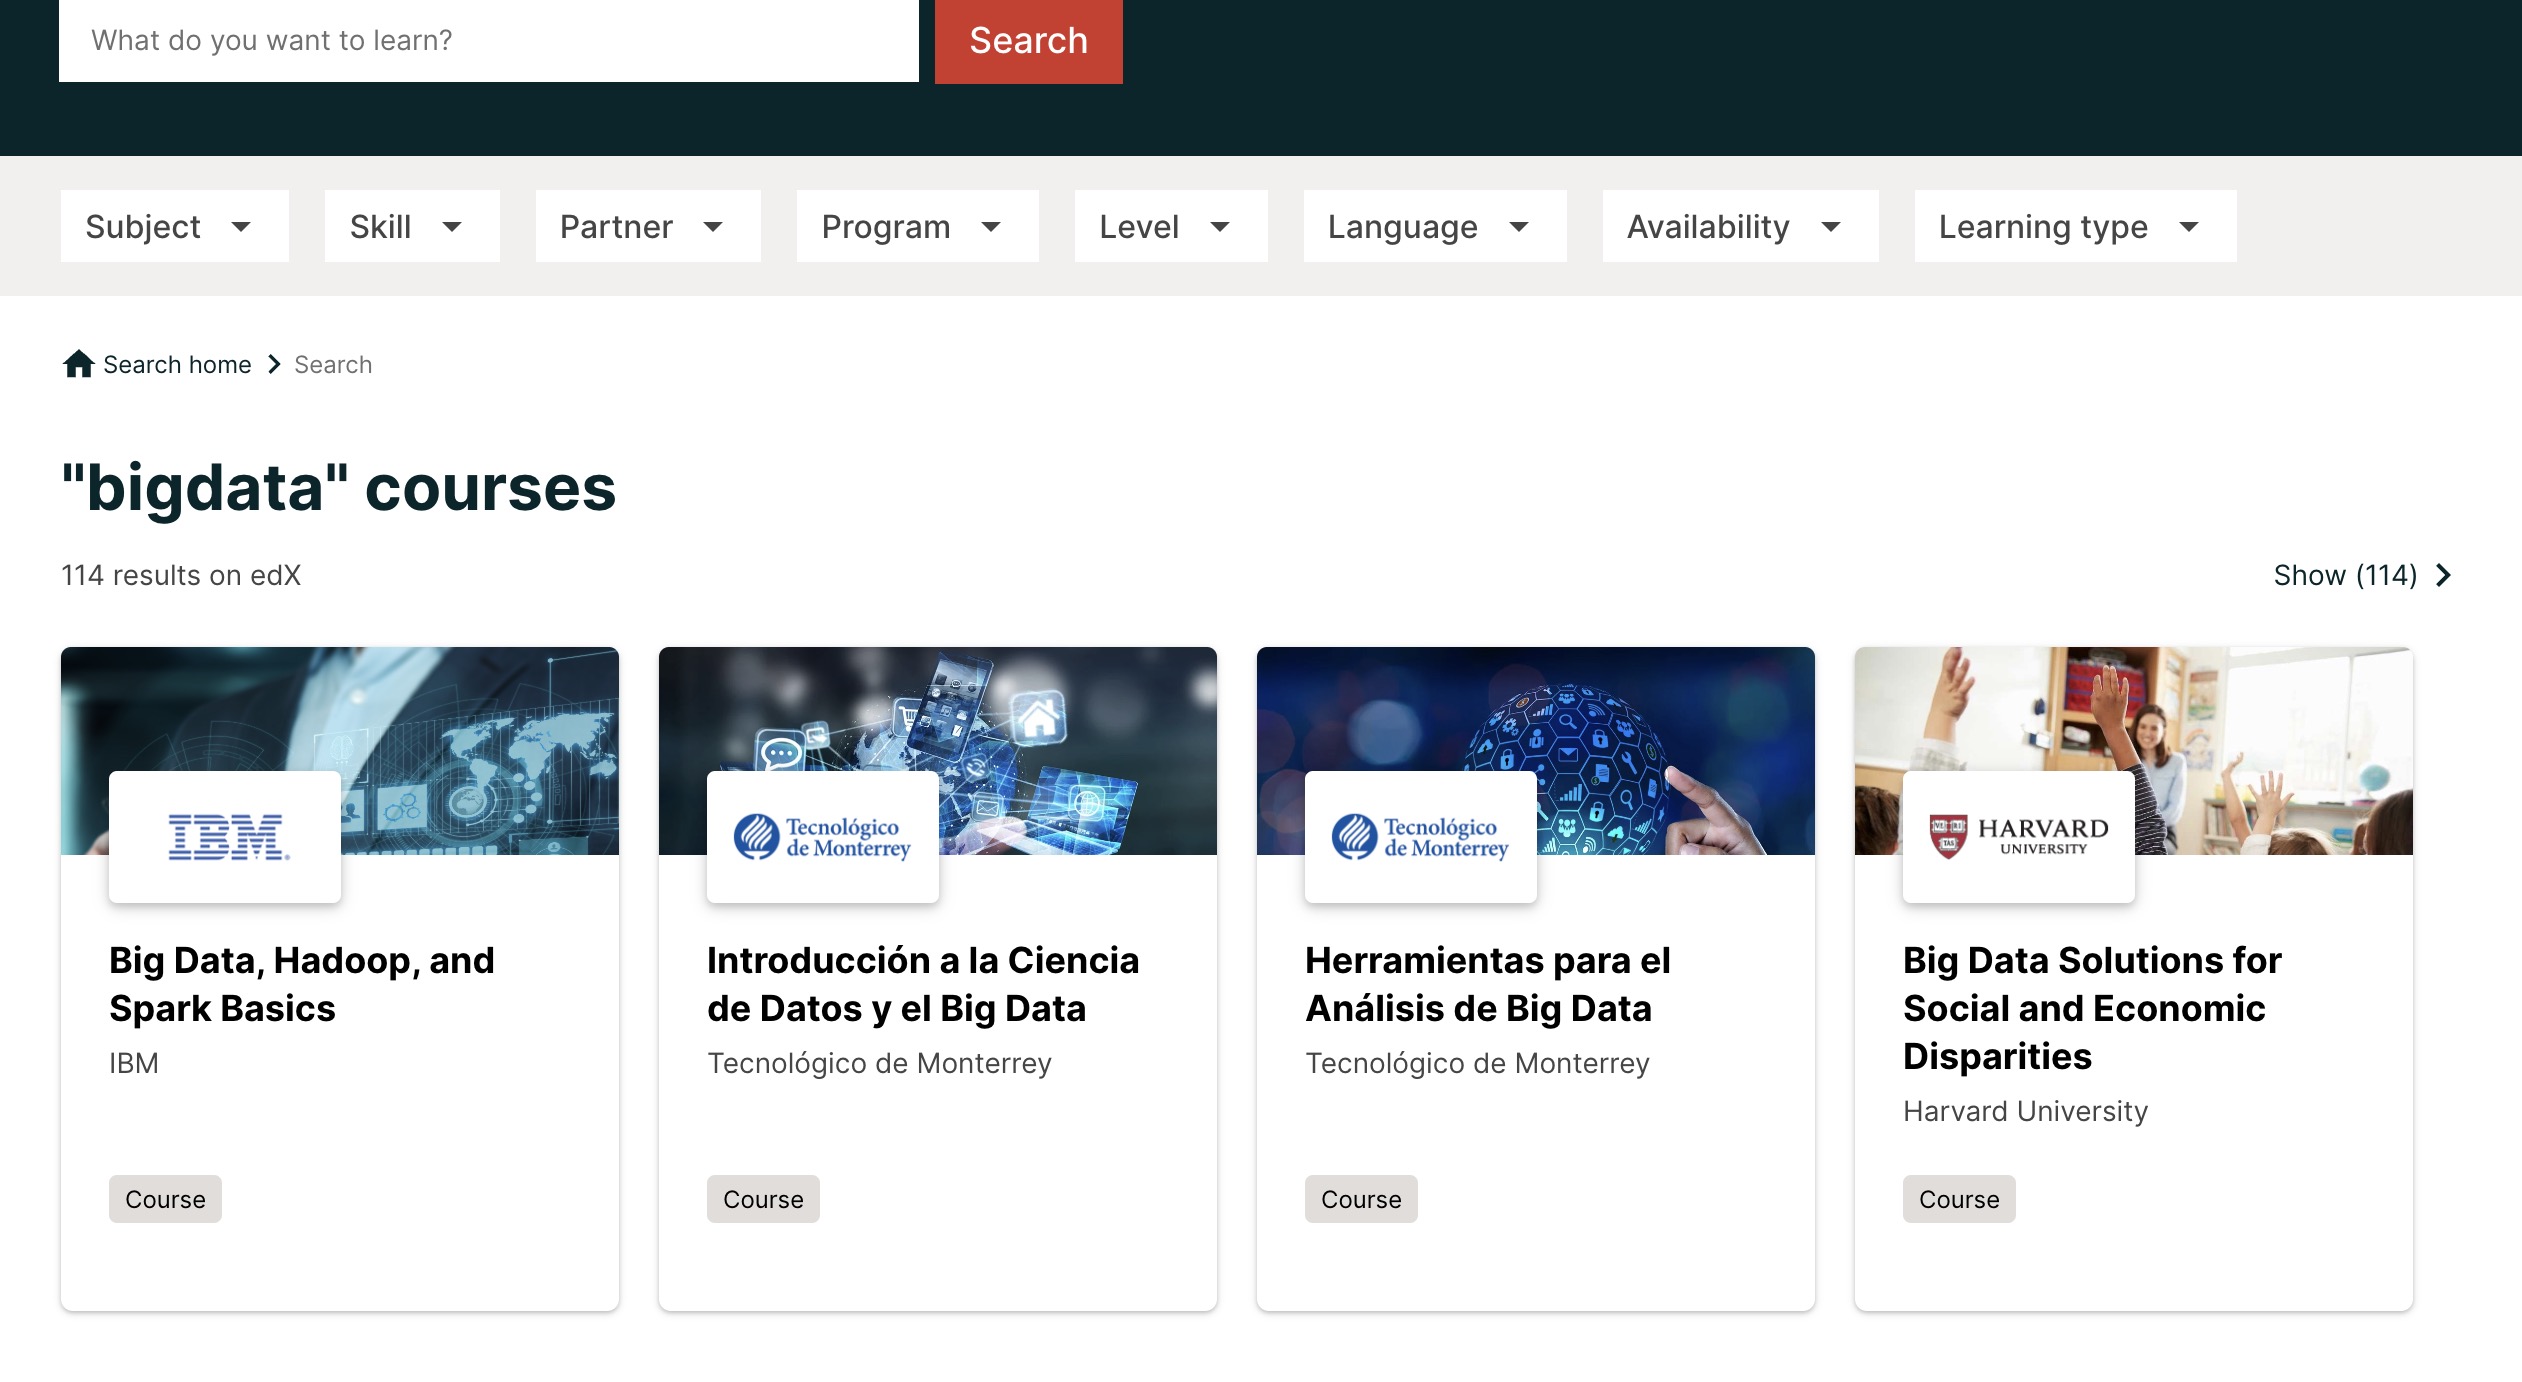 What do you want to learn?
Search
Subject
Skill
Partner
Program
Level
Language
Availability
Learning type
Search home
Search
"bigdata" courses
114 results on edX
Show (114)
IBM
Tecnológico
de Monterrey
Tecnológico
de Monterrey
VE RI TAS
HARVARD
UNIVERSITY
Big Data, Hadoop, and
Spark Basics
IBM
Course
Introducción a la Ciencia
de Datos y el Big Data
Tecnológico de Monterrey
Course
Herramientas para el
Análisis de Big Data
Tecnológico de Monterrey
Course
Big Data Solutions for
Social and Economic
Disparities
Harvard University
Course